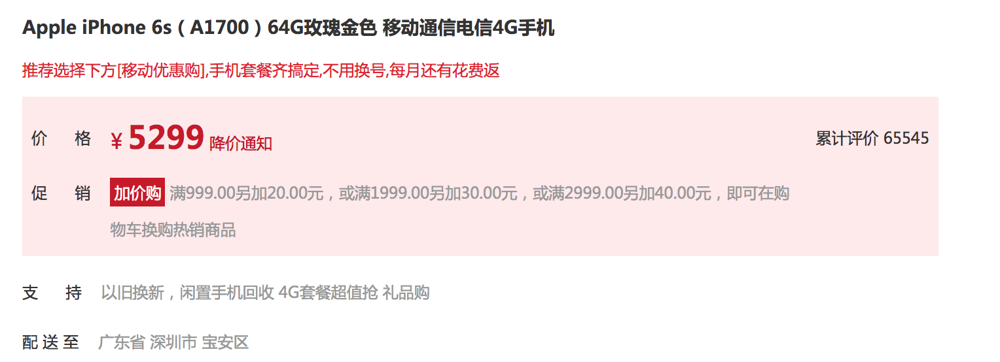 Apple iPhone 6s（A1700）64G玫瑰金色 移动通信电信4G手机
推荐选择下方[移动优惠购],手机套餐齐搞定,不用换号,每月还有花费返
价 格 ￥5299 降价通知 累计评价 65545
促 销 加价购 满999.00另加20.00元，或满1999.00另加30.00元，或满2999.00另加40.00元，即可在购
物车换购热销商品
支 持 以旧换新，闲置手机回收 4G套餐超值抢 礼品购
配送至 广东省 深圳市 宝安区